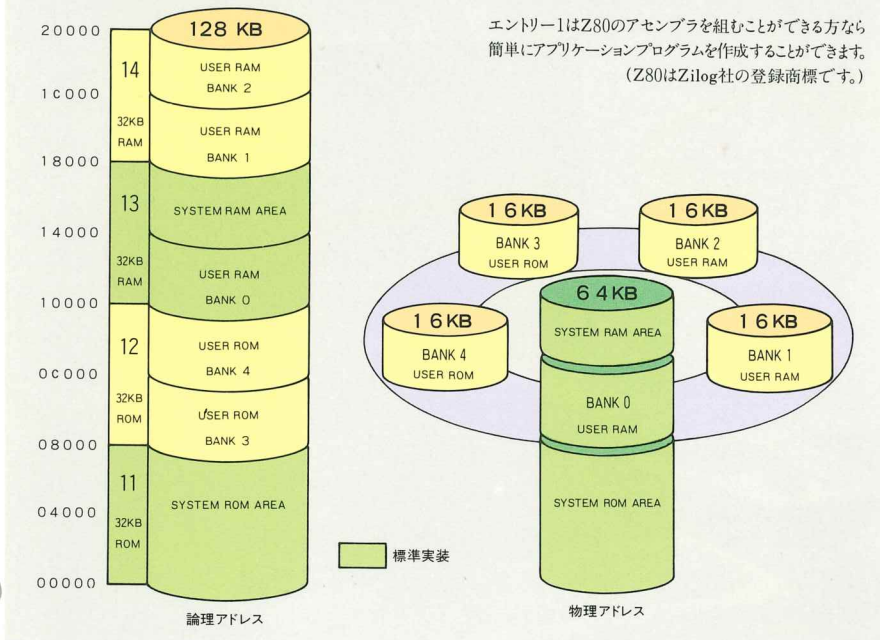 エントリー1はZ80のアセンブラを組むことができる方なら
簡単にアプリケーションプログラムを作成することができます。
(Z80はZilog社の登録商標です。)
128 KB
20000
14
32KB
RAM
USER RAM
BANK 2
1C000
USER RAM
BANK 1
18000
13
32KB
RAM
SYSTEM RAM AREA
14000
USER RAM
BANK 0
10000
12
32KB
ROM
USER ROM
BANK 4
0C000
USER ROM
BANK 3
08000
11
32KB
ROM
SYSTEM ROM AREA
04000
00000
論理アドレス
標準実装
16KB
BANK 3
USER ROM
16KB
BANK 2
USER RAM
16KB
BANK 4
USER ROM
16KB
BANK 1
USER RAM
64KB
SYSTEM RAM AREA
BANK 0
USER RAM
SYSTEM ROM AREA
物理アドレス